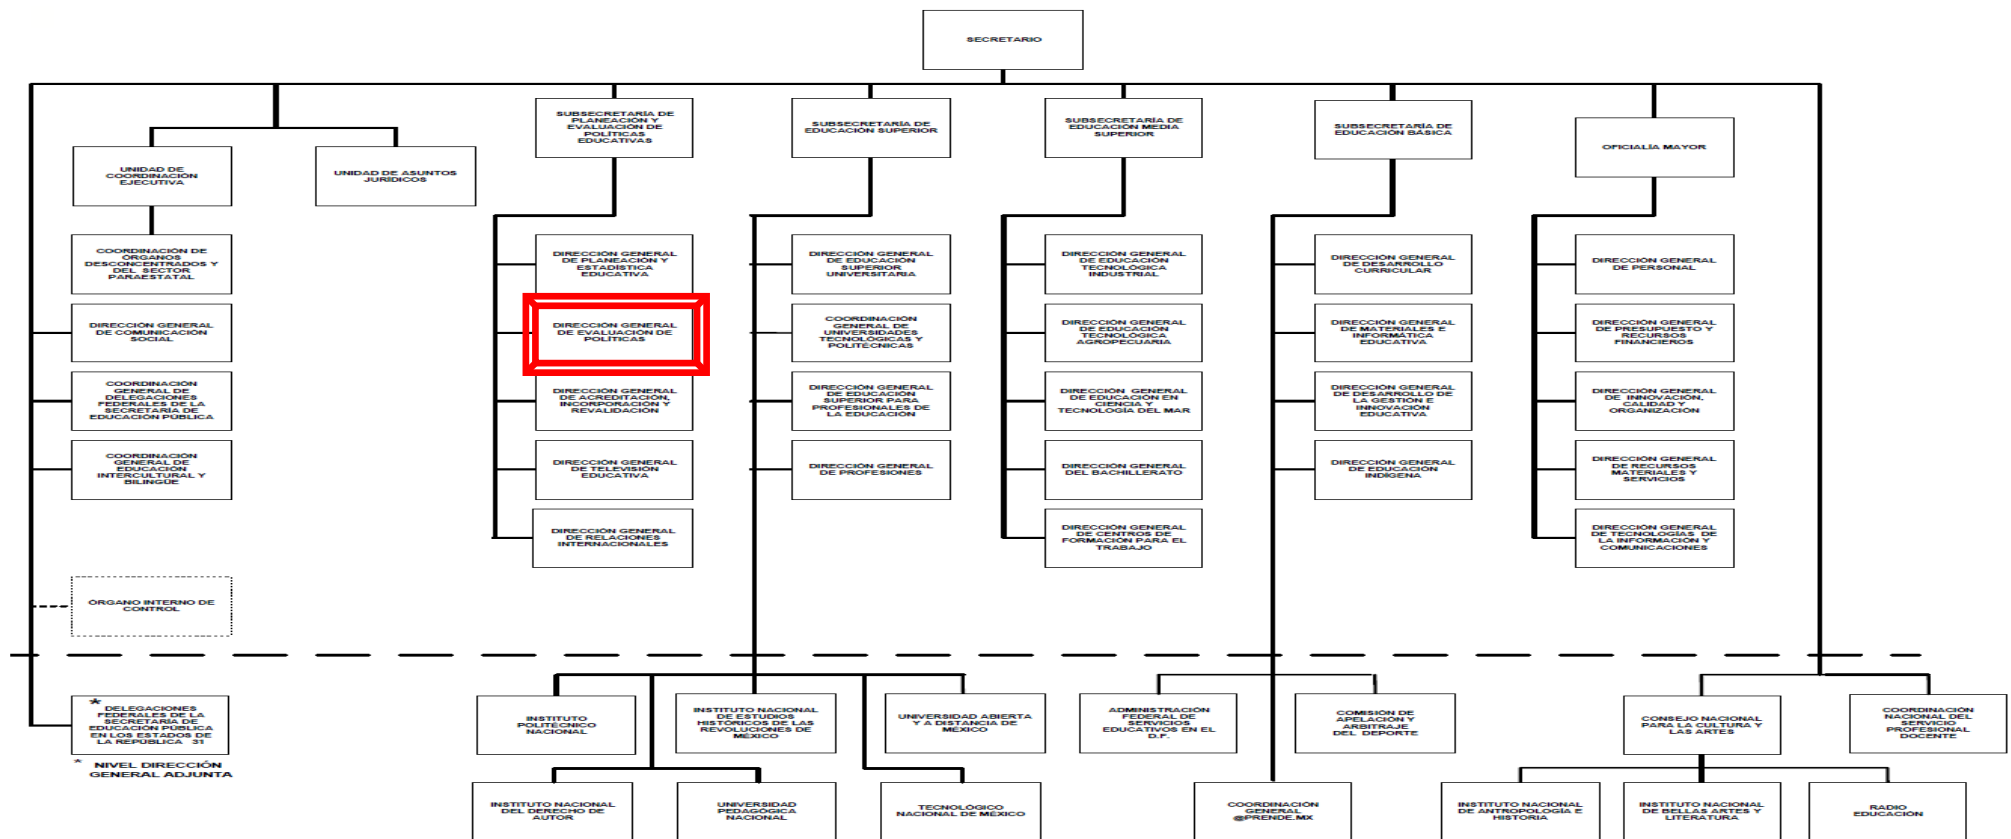 SECRETARIO
SUBSECRETARÍA DE
PLANEACIÓN Y
EVALUACIÓN DE
POLÍTICAS
EDUCATIVAS
SUBSECRETARÍA DE
EDUCACIÓN SUPERIOR
SUBSECRETARÍA DE
EDUCACIÓN MEDIA
SUPERIOR
SUBSECRETARÍA DE
EDUCACIÓN BÁSICA
OFICIALÍA MAYOR
UNIDAD DE
COORDINACIÓN
EJECUTIVA
UNIDAD DE ASUNTOS
JURÍDICOS
COORDINACIÓN DE
ÓRGANOS
DESCONCENTRADOS Y
DEL SECTOR
PARAESTATAL
DIRECCIÓN GENERAL
DE PLANEACIÓN Y
ESTADÍSTICA
EDUCATIVA
DIRECCIÓN GENERAL
DE EDUCACIÓN
SUPERIOR
UNIVERSITARIA
DIRECCIÓN GENERAL
DE EDUCACIÓN
TECNOLÓGICA
INDUSTRIAL
DIRECCIÓN GENERAL
DE DESARROLLO
CURRICULAR
DIRECCIÓN GENERAL
DE PERSONAL
DIRECCIÓN GENERAL
DE COMUNICACIÓN
SOCIAL
DIRECCIÓN GENERAL
DE EVALUACIÓN DE
POLÍTICAS
COORDINACIÓN
GENERAL DE
UNIVERSIDADES
TECNOLÓGICAS Y
POLITÉCNICAS
DIRECCIÓN GENERAL
DE EDUCACIÓN
TECNOLÓGICA
AGROPECUARIA
DIRECCIÓN GENERAL
DE MATERIALES E
INFORMÁTICA
EDUCATIVA
DIRECCIÓN GENERAL
DE PRESUPUESTO Y
RECURSOS
FINANCIEROS
COORDINACIÓN
GENERAL DE
DELEGACIONES
FEDERALES DE LA
SECRETARÍA DE
EDUCACIÓN PÚBLICA
DIRECCIÓN GENERAL
DE ACREDITACIÓN,
INCORPORACIÓN Y
REVALIDACIÓN
DIRECCIÓN GENERAL
DE EDUCACIÓN
SUPERIOR PARA
PROFESIONALES DE
LA EDUCACIÓN
DIRECCIÓN GENERAL
DE EDUCACIÓN EN
CIENCIA Y
TECNOLOGÍA DEL MAR
DIRECCIÓN GENERAL
DE DESARROLLO DE
LA GESTIÓN E
INNOVACIÓN
EDUCATIVA
DIRECCIÓN GENERAL
DE INNOVACIÓN,
CALIDAD Y
ORGANIZACIÓN
COORDINACIÓN
GENERAL DE
EDUCACIÓN
INTERCULTURAL Y
BILINGÜE
DIRECCIÓN GENERAL
DE TELEVISIÓN
EDUCATIVA
DIRECCIÓN GENERAL
DE PROFESIONES
DIRECCIÓN GENERAL
DEL BACHILLERATO
DIRECCIÓN GENERAL
DE EDUCACIÓN
INDÍGENA
DIRECCIÓN GENERAL
DE RECURSOS
MATERIALES Y
SERVICIOS
DIRECCIÓN GENERAL
DE RELACIONES
INTERNACIONALES
DIRECCIÓN GENERAL
DE CENTROS DE
FORMACIÓN PARA EL
TRABAJO
DIRECCIÓN GENERAL
DE TECNOLOGÍAS DE
LA INFORMACIÓN Y
COMUNICACIONES
ÓRGANO INTERNO DE
CONTROL
*
DELEGACIONES
FEDERALES DE LA
SECRETARÍA DE
EDUCACIÓN PÚBLICA
EN LOS ESTADOS DE
LA REPÚBLICA 31
* NIVEL DIRECCIÓN
GENERAL ADJUNTA
INSTITUTO
POLITÉCNICO
NACIONAL
INSTITUTO NACIONAL
DE ESTUDIOS
HISTÓRICOS DE LAS
REVOLUCIONES DE
MÉXICO
UNIVERSIDAD ABIERTA
Y A DISTANCIA DE
MÉXICO
ADMINISTRACIÓN
FEDERAL DE
SERVICIOS
EDUCATIVOS EN EL
D.F.
COMISIÓN DE
APELACIÓN Y
ARBITRAJE
DEL DEPORTE
CONSEJO NACIONAL
PARA LA CULTURA Y
LAS ARTES
COORDINACIÓN
NACIONAL DEL
SERVICIO
PROFESIONAL
DOCENTE
INSTITUTO NACIONAL
DEL DERECHO DE
AUTOR
UNIVERSIDAD
PEDAGÓGICA
NACIONAL
TECNOLÓGICO
NACIONAL DE MÉXICO
COORDINACIÓN
GENERAL
@PRENDE.MX
INSTITUTO NACIONAL
DE ANTROPOLOGÍA E
HISTORIA
INSTITUTO NACIONAL
DE BELLAS ARTES Y
LITERATURA
RADIO
EDUCACIÓN